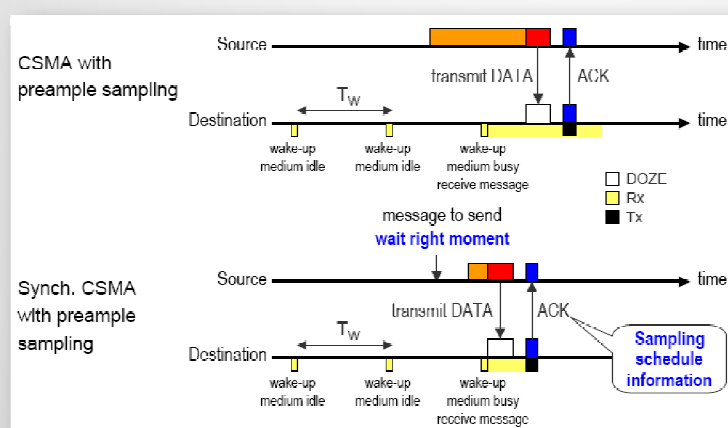 CSMA with
preample sampling
Source
time
transmit DATA
ACK
Tw
Destination
time
wake-up
medium idle
wake-up
medium idle
wake-up
medium busy
receive message
DOZE
Rx
Tx
message to send
wait right moment
Synch. CSMA
with preample
sampling
Source
time
transmit DATA
ACK
Tw
Destination
time
Sampling
schedule
information
wake-up
medium idle
wake-up
medium idle
wake-up
medium busy
receive message